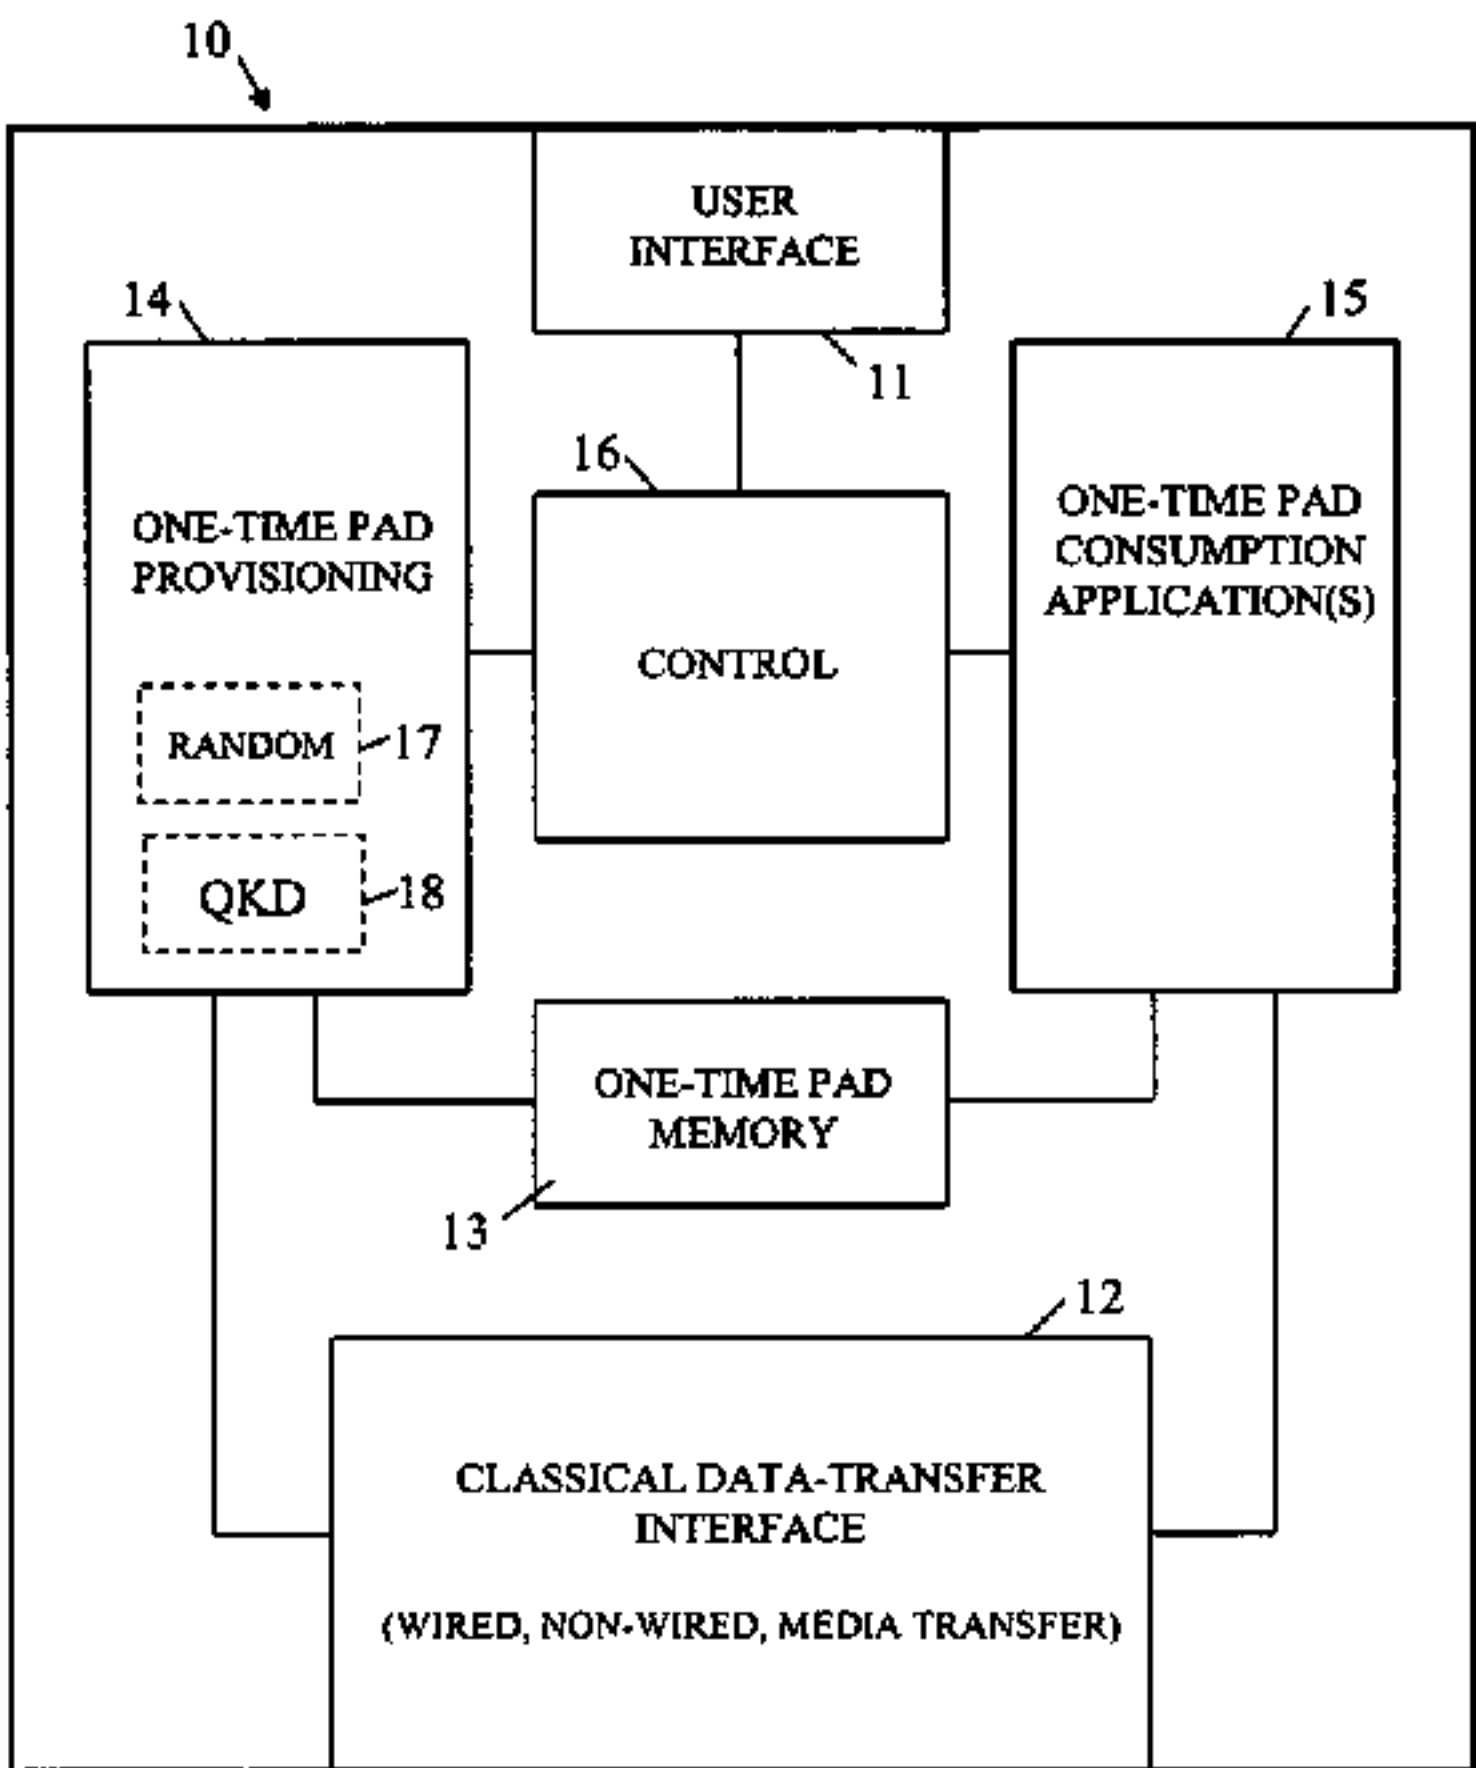 10
USER
INTERFACE
14
15
11
16
ONE-TIME PAD
PROVISIONING
ONE-TIME PAD
CONSUMPTION
APPLICATION(S)
CONTROL
RANDOM
17
QKD
18
ONE-TIME PAD
MEMORY
13
12
CLASSICAL DATA-TRANSFER
INTERFACE
(WIRED, NON-WIRED, MEDIA TRANSFER)